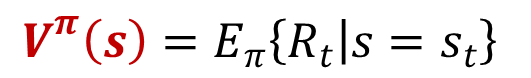 V^π(s) = E_π{R_t|s = s_t}